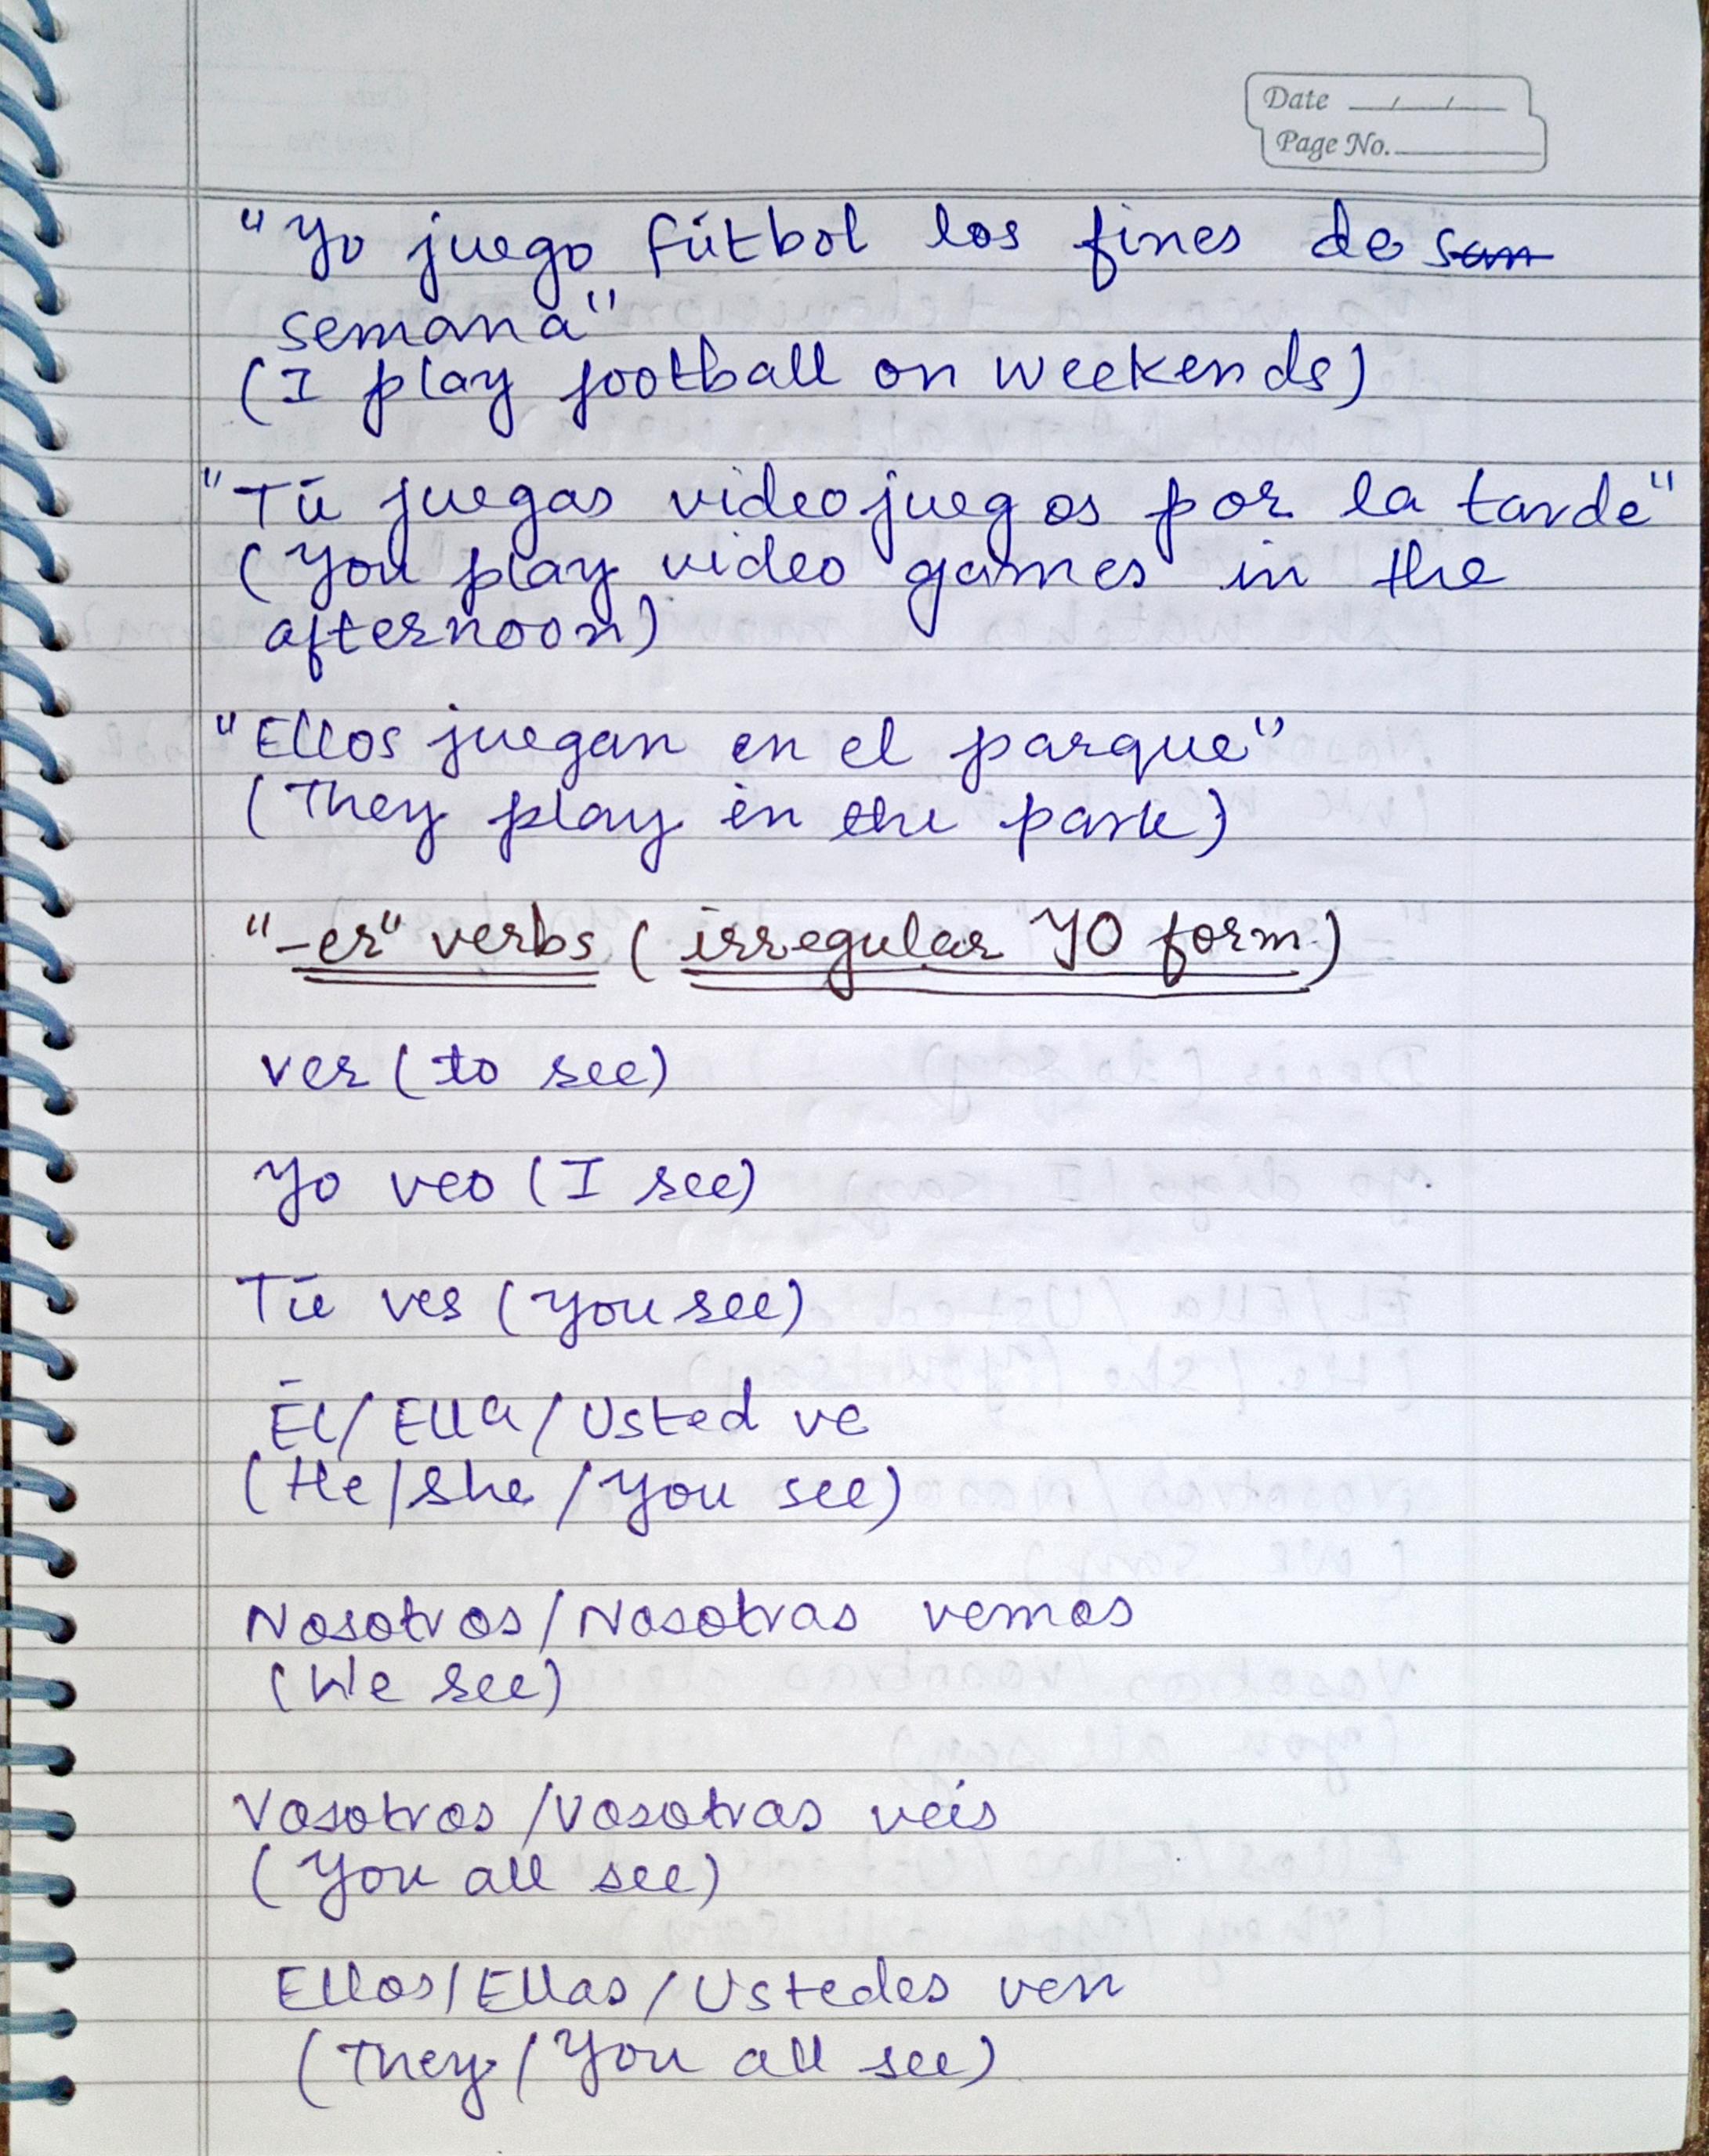 Date __/__/__
Page No.
"Yo juego fútbol los fines de ~~sam~~
semana"
(I play football on weekends)
"Tú juegas videojuegos por la tarde"
(You play video games in the
afternoon)
"Ellos juegan en el parque"
(They play in the park)
"-er" verbs (irregular YO form)
ver (to see)
Yo veo (I see)
Tú ves (you see)
Él/Ella/Usted ve
(He/she/you see)
Nosotros/Nosotras vemos
(We see)
Vosotros/Vosotras veis
(You all see)
Ellos/Ellas/Ustedes ven
(They/You all see)